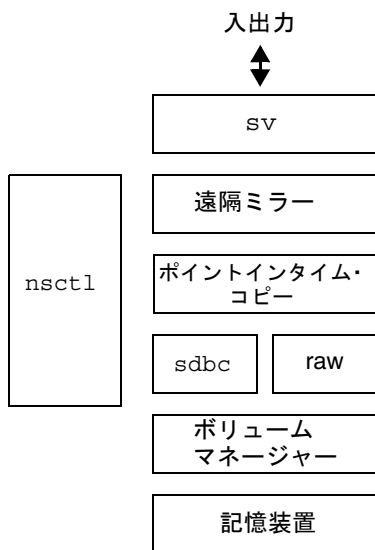 入出力
sv
遠隔ミラー
nsctl
ポイントインタイム・
コピー
sdbc
raw
ボリューム
マネージャー
記憶装置